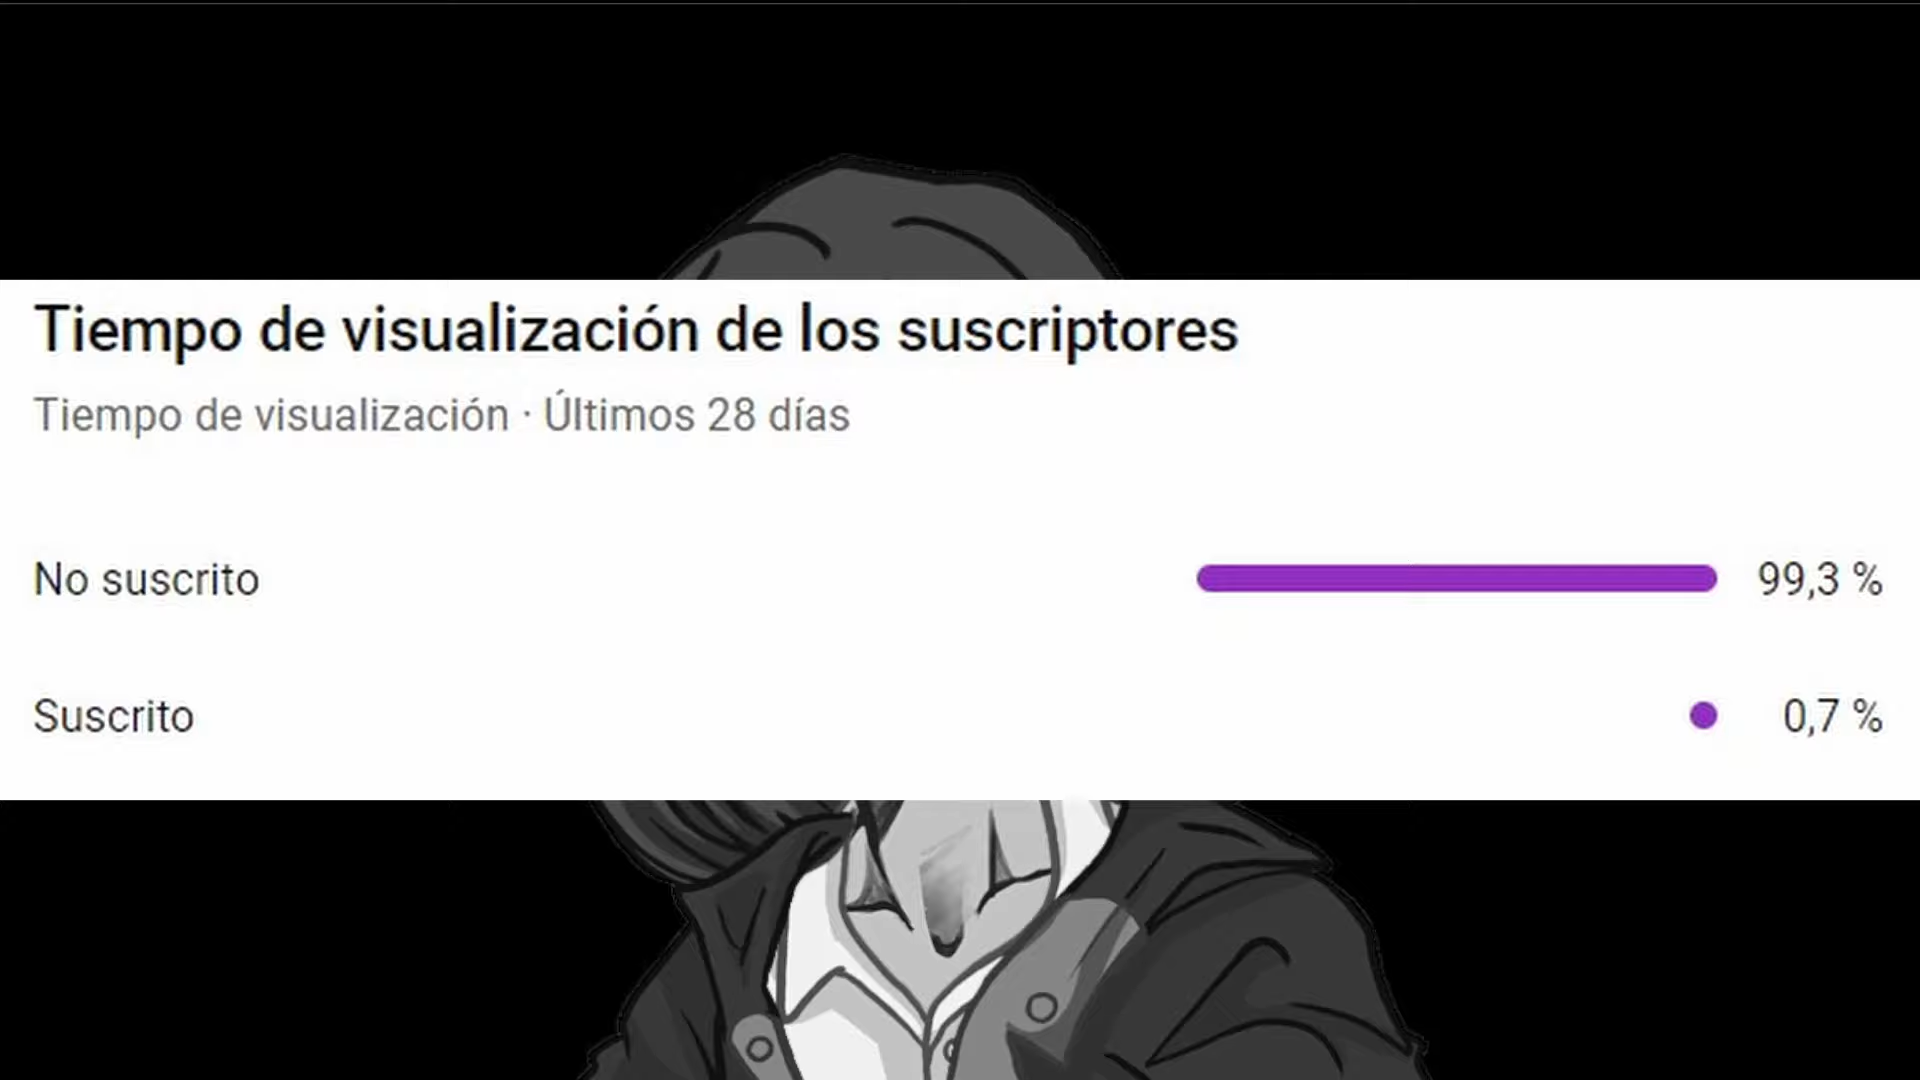 Tiempo de visualización de los suscriptores
Tiempo de visualización · Últimos 28 días
No suscrito 99,3 %
Suscrito 0,7 %